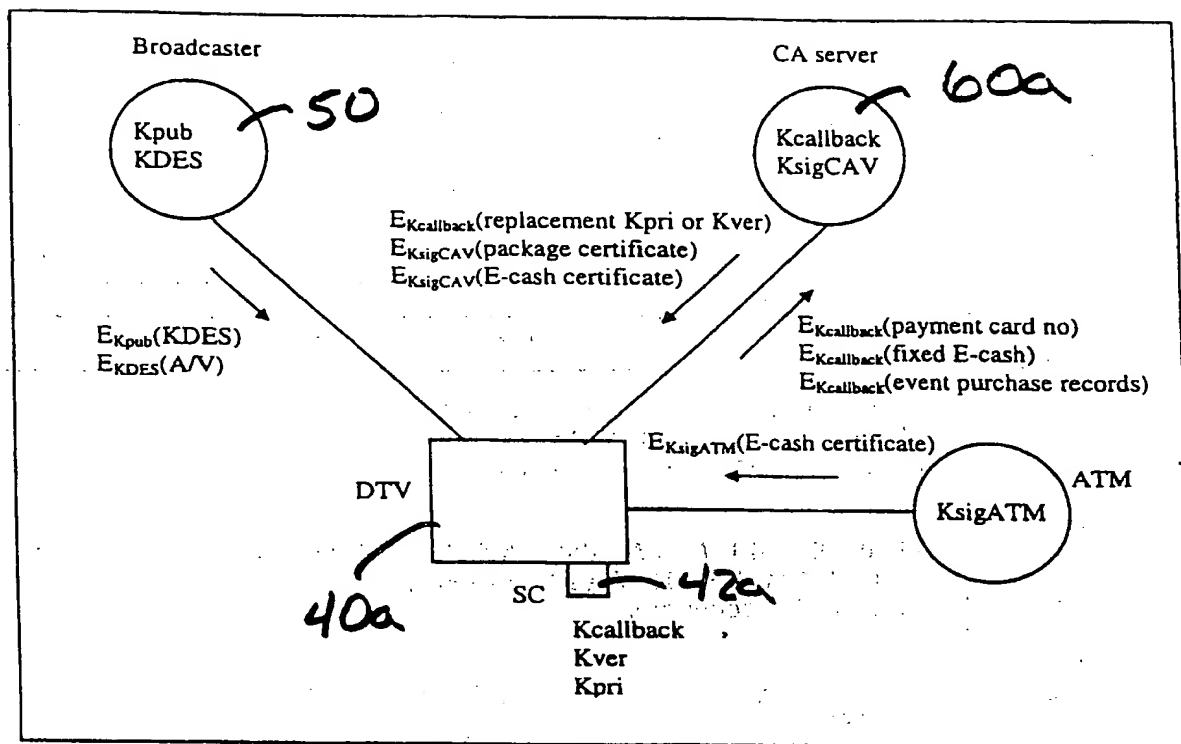 Broadcaster
CA server
50
60a
Kpub
KDES
Kcallback
KsigCAV
EKcallback(replacement Kpri or Kver)
EKsigCAV(package certificate)
EKsigCAV(E-cash certificate)
EKpub(KDES)
EKDES(A/V)
EKcallback(payment card no)
EKcallback(fixed E-cash)
EKcallback(event purchase records)
EKsigATM(E-cash certificate)
ATM
DTV
KsigATM
SC
40a
42a
Kcallback
Kver
Kpri